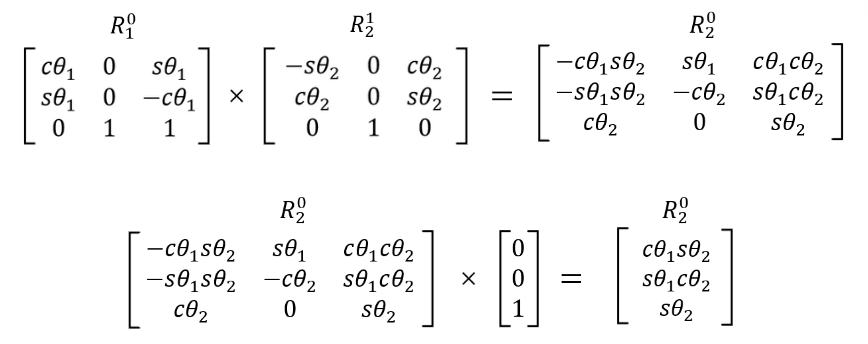 R₁⁰ R₂¹ R₂⁰
[cθ₁ 0 sθ₁] [−sθ₂ 0 cθ₂] [−cθ₁sθ₂ sθ₁ cθ₁cθ₂]
[sθ₁ 0 −cθ₁] × [cθ₂ 0 sθ₂] = [−sθ₁sθ₂ −cθ₂ sθ₁cθ₂]
[0 1 1] [0 1 0] [cθ₂ 0 sθ₂]
R₂⁰ R₂⁰
[−cθ₁sθ₂ sθ₁ cθ₁cθ₂] [0] [cθ₁sθ₂]
[−sθ₁sθ₂ −cθ₂ sθ₁cθ₂] × [0] = [sθ₁cθ₂]
[cθ₂ 0 sθ₂] [1] [sθ₂]